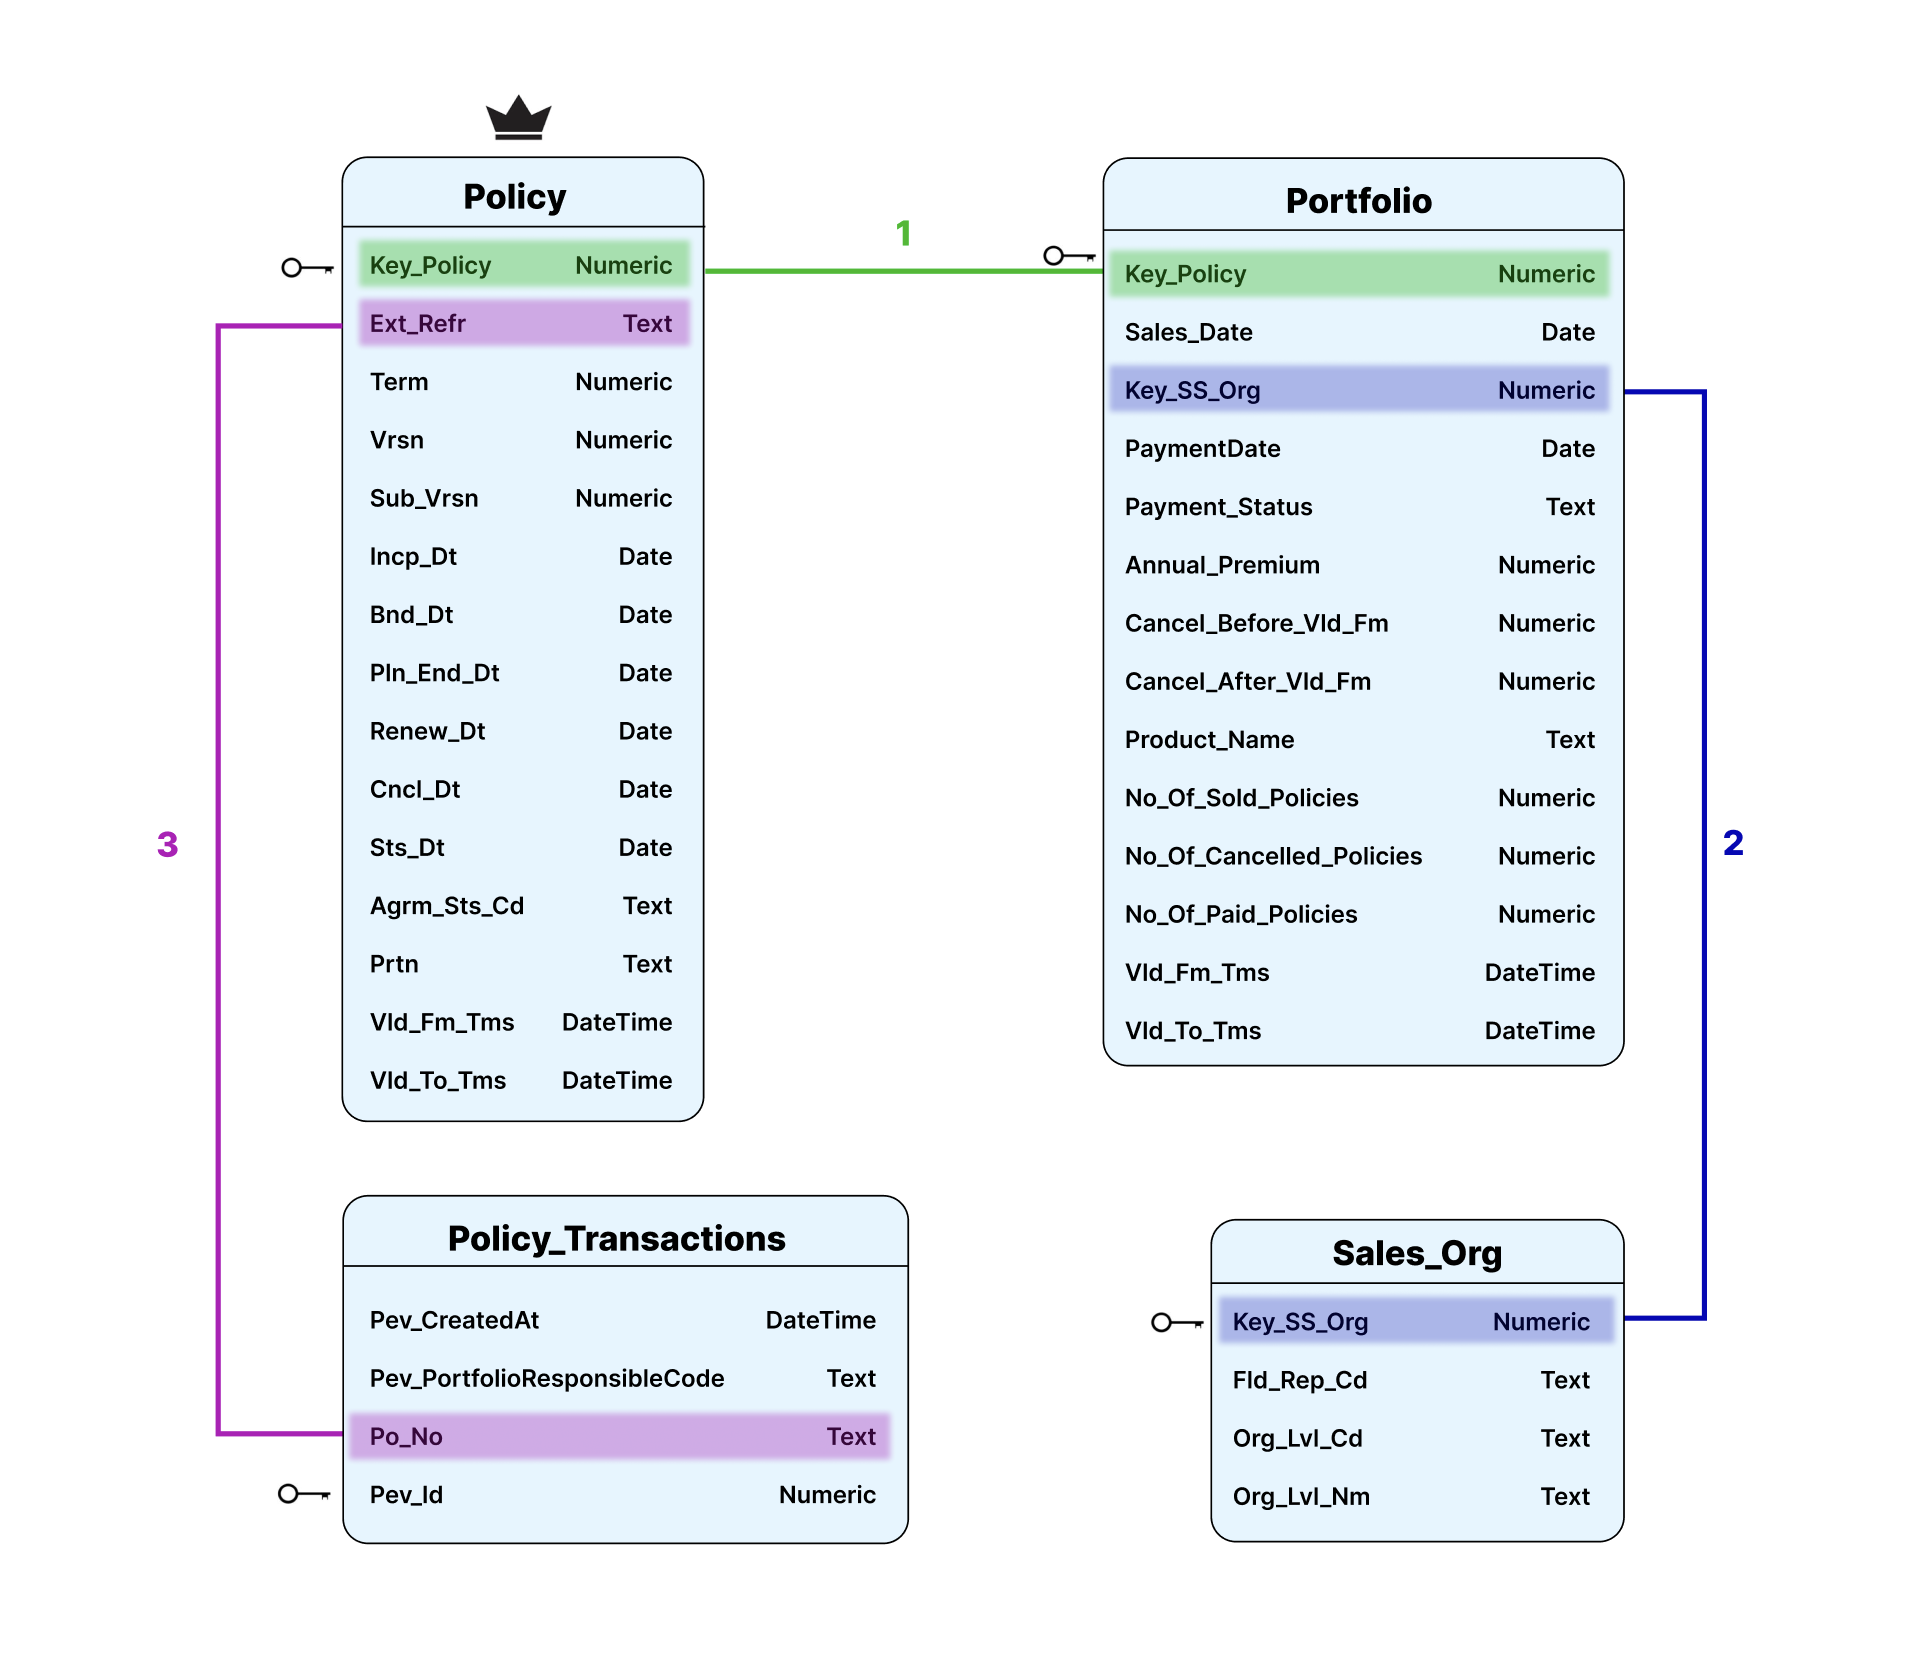 Policy
Key_Policy Numeric
Ext_Refr Text
Term Numeric
Vrsn Numeric
Sub_Vrsn Numeric
Incp_Dt Date
Bnd_Dt Date
Pln_End_Dt Date
Renew_Dt Date
Cncl_Dt Date
Sts_Dt Date
Agrm_Sts_Cd Text
Prtn Text
Vld_Fm_Tms DateTime
Vld_To_Tms DateTime
1
Portfolio
Key_Policy Numeric
Sales_Date Date
Key_SS_Org Numeric
PaymentDate Date
Payment_Status Text
Annual_Premium Numeric
Cancel_Before_Vld_Fm Numeric
Cancel_After_Vld_Fm Numeric
Product_Name Text
No_Of_Sold_Policies Numeric
No_Of_Cancelled_Policies Numeric
No_Of_Paid_Policies Numeric
Vld_Fm_Tms DateTime
Vld_To_Tms DateTime
3
2
Policy_Transactions
Pev_CreatedAt DateTime
Pev_PortfolioResponsibleCode Text
Po_No Text
Pev_Id Numeric
Sales_Org
Key_SS_Org Numeric
Fld_Rep_Cd Text
Org_Lvl_Cd Text
Org_Lvl_Nm Text